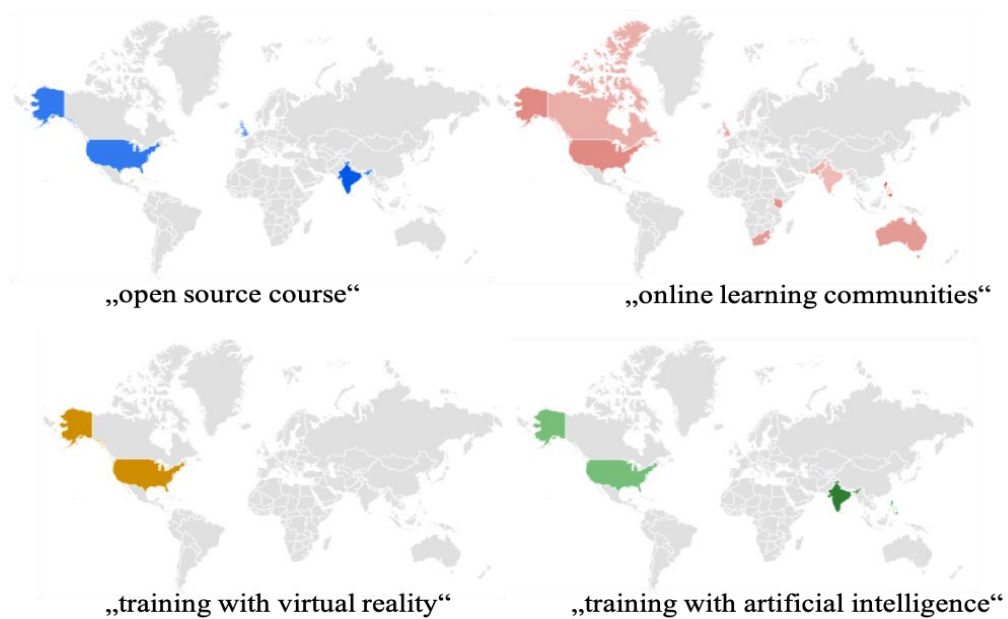 „open source course“
„online learning communities“
„training with virtual reality“
„training with artificial intelligence“